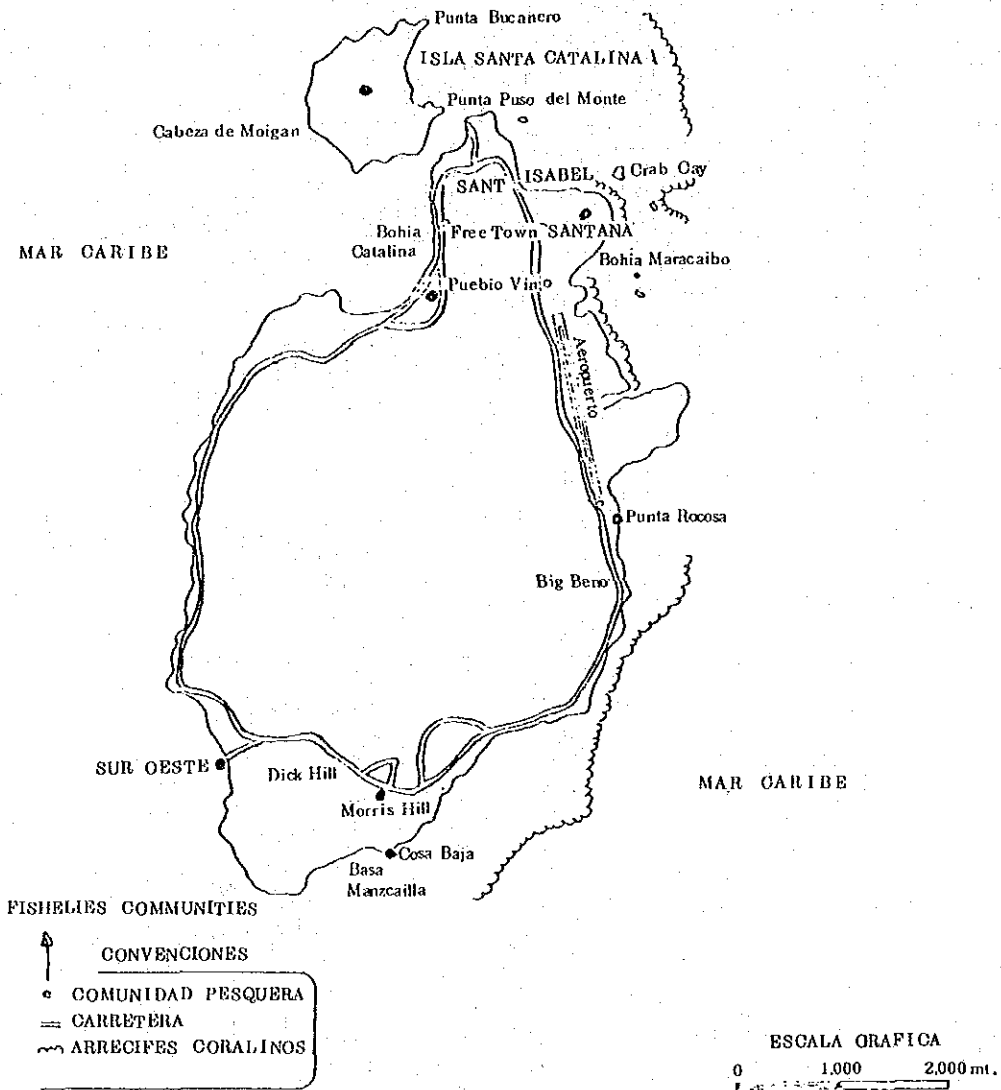 Punta Bucanero
ISLA SANTA CATALINA
Punta Puso del Monte
Cabeza de Moigan
ISABEL
Crab Cay
SANT
Bohia
Catalina
Free Town
SANTANA
MAR CARIBE
Bohia Maracaibo
Puebio Vin
Aeropuerto
Punta Rocosa
Big Beno
SUR OESTE
Dick Hill
MAR CARIBE
Morris Hill
Cosa Baja
Basa
Manzcailla
FISHELIES COMMUNITIES
CONVENCIONES
COMUNIDAD PESQUERA
CARRETERA
ARRECIFES CORALINOS
ESCALA GRAFICA
0 1,000 2,000 mt.